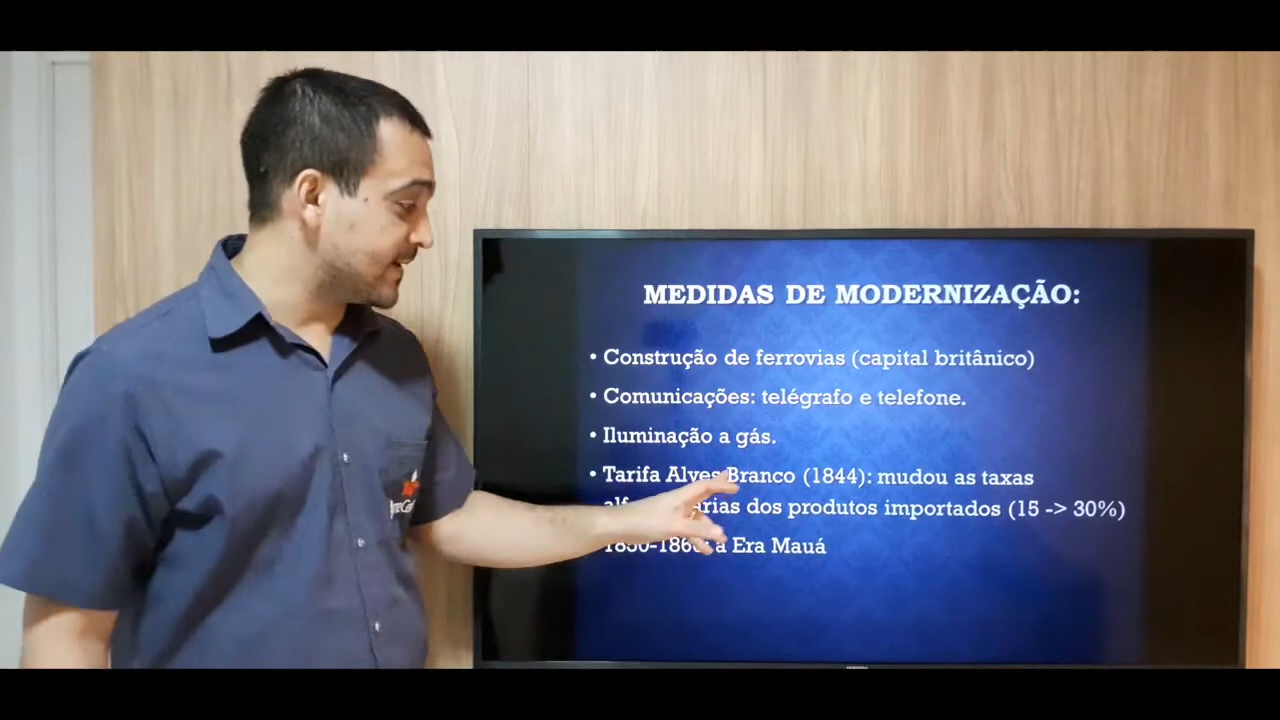 MEDIDAS DE MODERNIZAÇÃO:
• Construção de ferrovias (capital britânico)
• Comunicações: telégrafo e telefone.
• Iluminação a gás.
• Tarifa Alves Branco (1844): mudou as taxas
dos produtos importados (15 -> 30%)
a Era Mauá